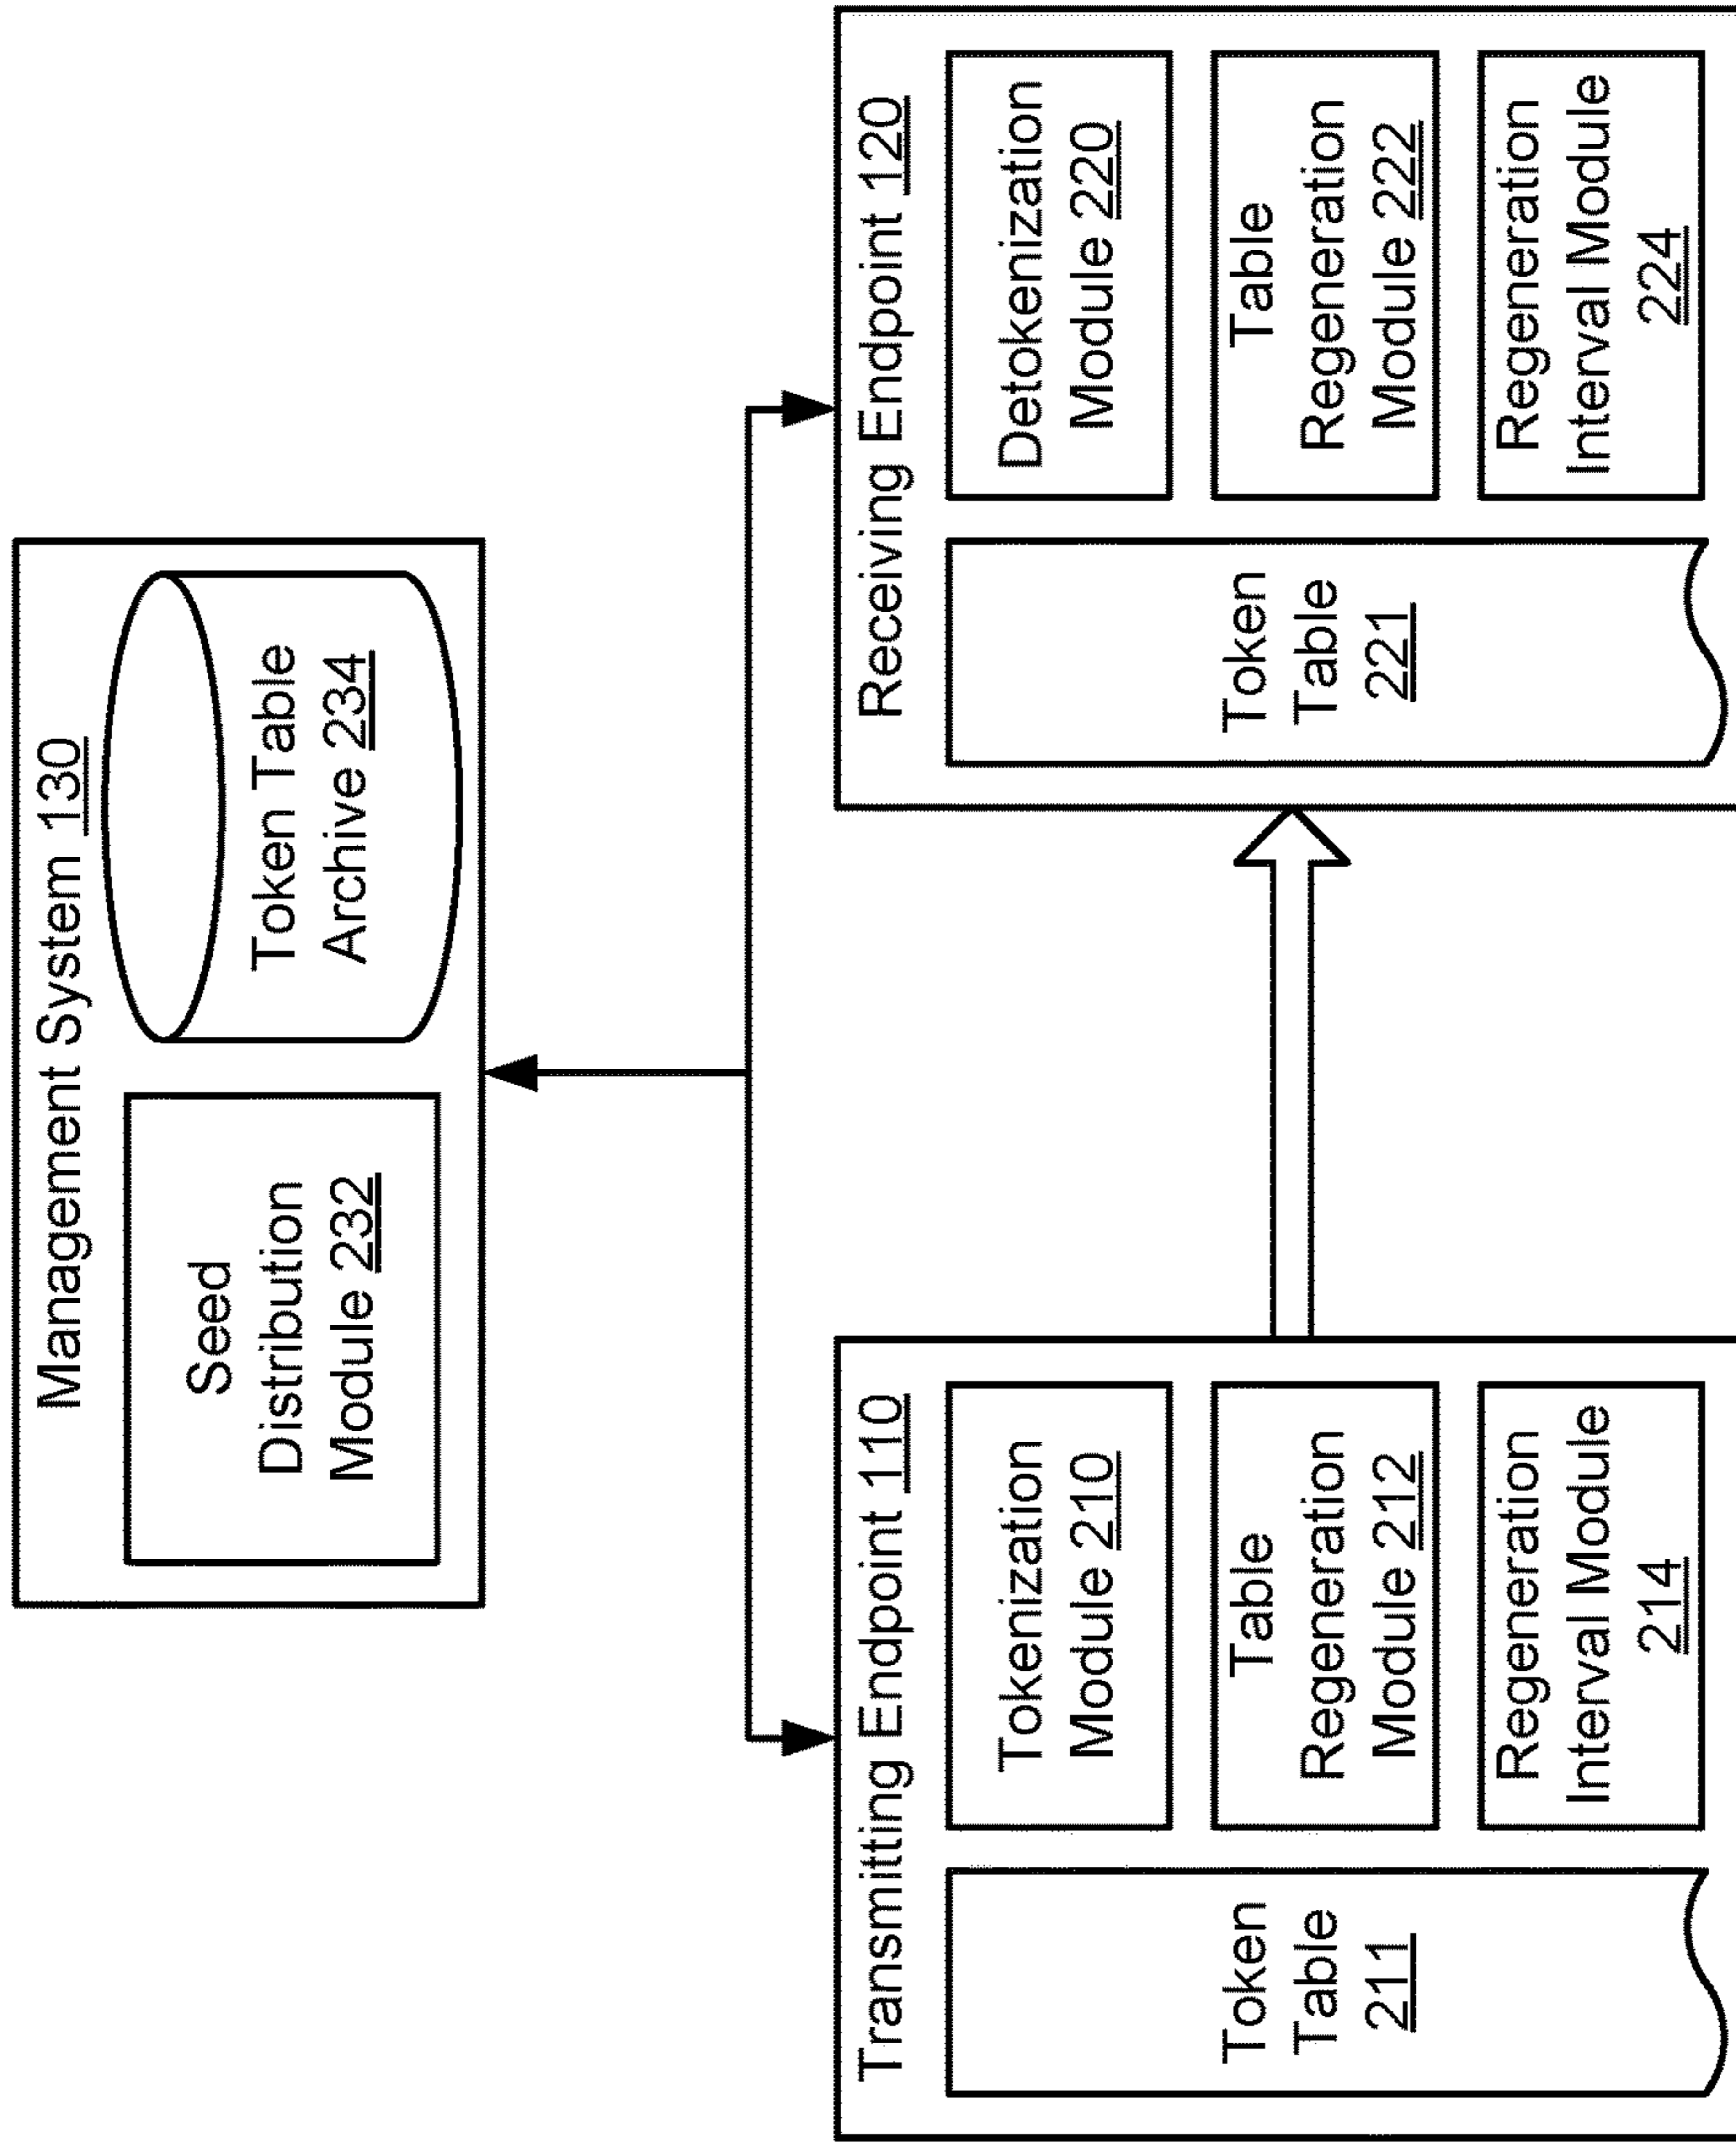 Management System 130
Seed
Distribution
Module 232
Token Table
Archive 234
Transmitting Endpoint 110
Token
Table
211
Tokenization
Module 210
Table
Regeneration
Module 212
Regeneration
Interval Module
214
Receiving Endpoint 120
Token
Table
221
Detokenization
Module 220
Table
Regeneration
Module 222
Regeneration
Interval Module
224